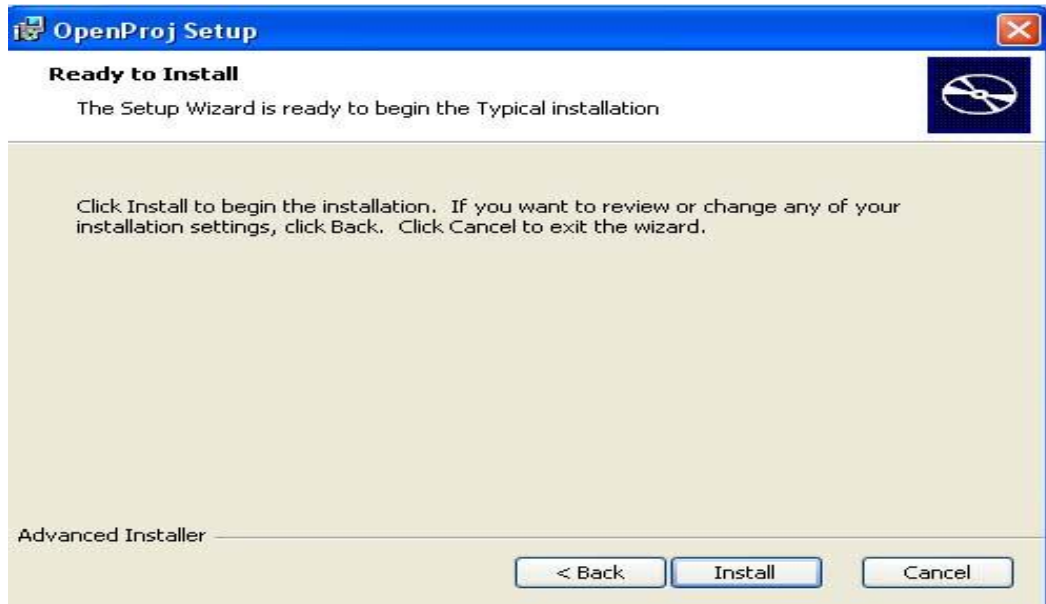 OpenProj Setup
Ready to Install
The Setup Wizard is ready to begin the Typical installation
Click Install to begin the installation.  If you want to review or change any of your
installation settings, click Back.  Click Cancel to exit the wizard.
Advanced Installer
< Back Install Cancel